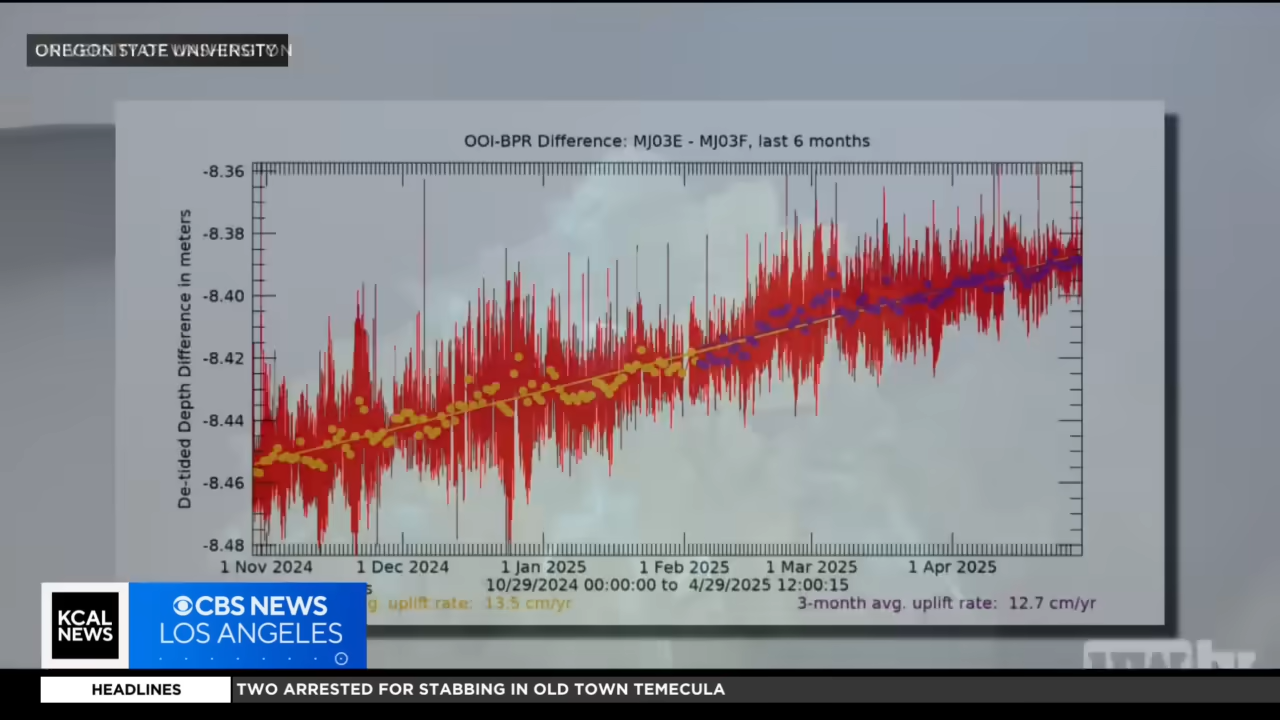 OREGON STATE UNIVERSITY
OOI-BPR Difference: MJ03E - MJ03F, last 6 months
De-tided Depth Difference in meters
-8.36
-8.38
-8.40
-8.42
-8.44
-8.46
-8.48
1 Nov 2024 1 Dec 2024 1 Jan 2025 1 Feb 2025 1 Mar 2025 1 Apr 2025
10/29/2024 00:00:00 to 4/29/2025 12:00:15
uplift rate: 13.5 cm/yr 3-month avg. uplift rate: 12.7 cm/yr
KCAL NEWS
CBS NEWS
LOS ANGELES
HEADLINES TWO ARRESTED FOR STABBING IN OLD TOWN TEMECULA